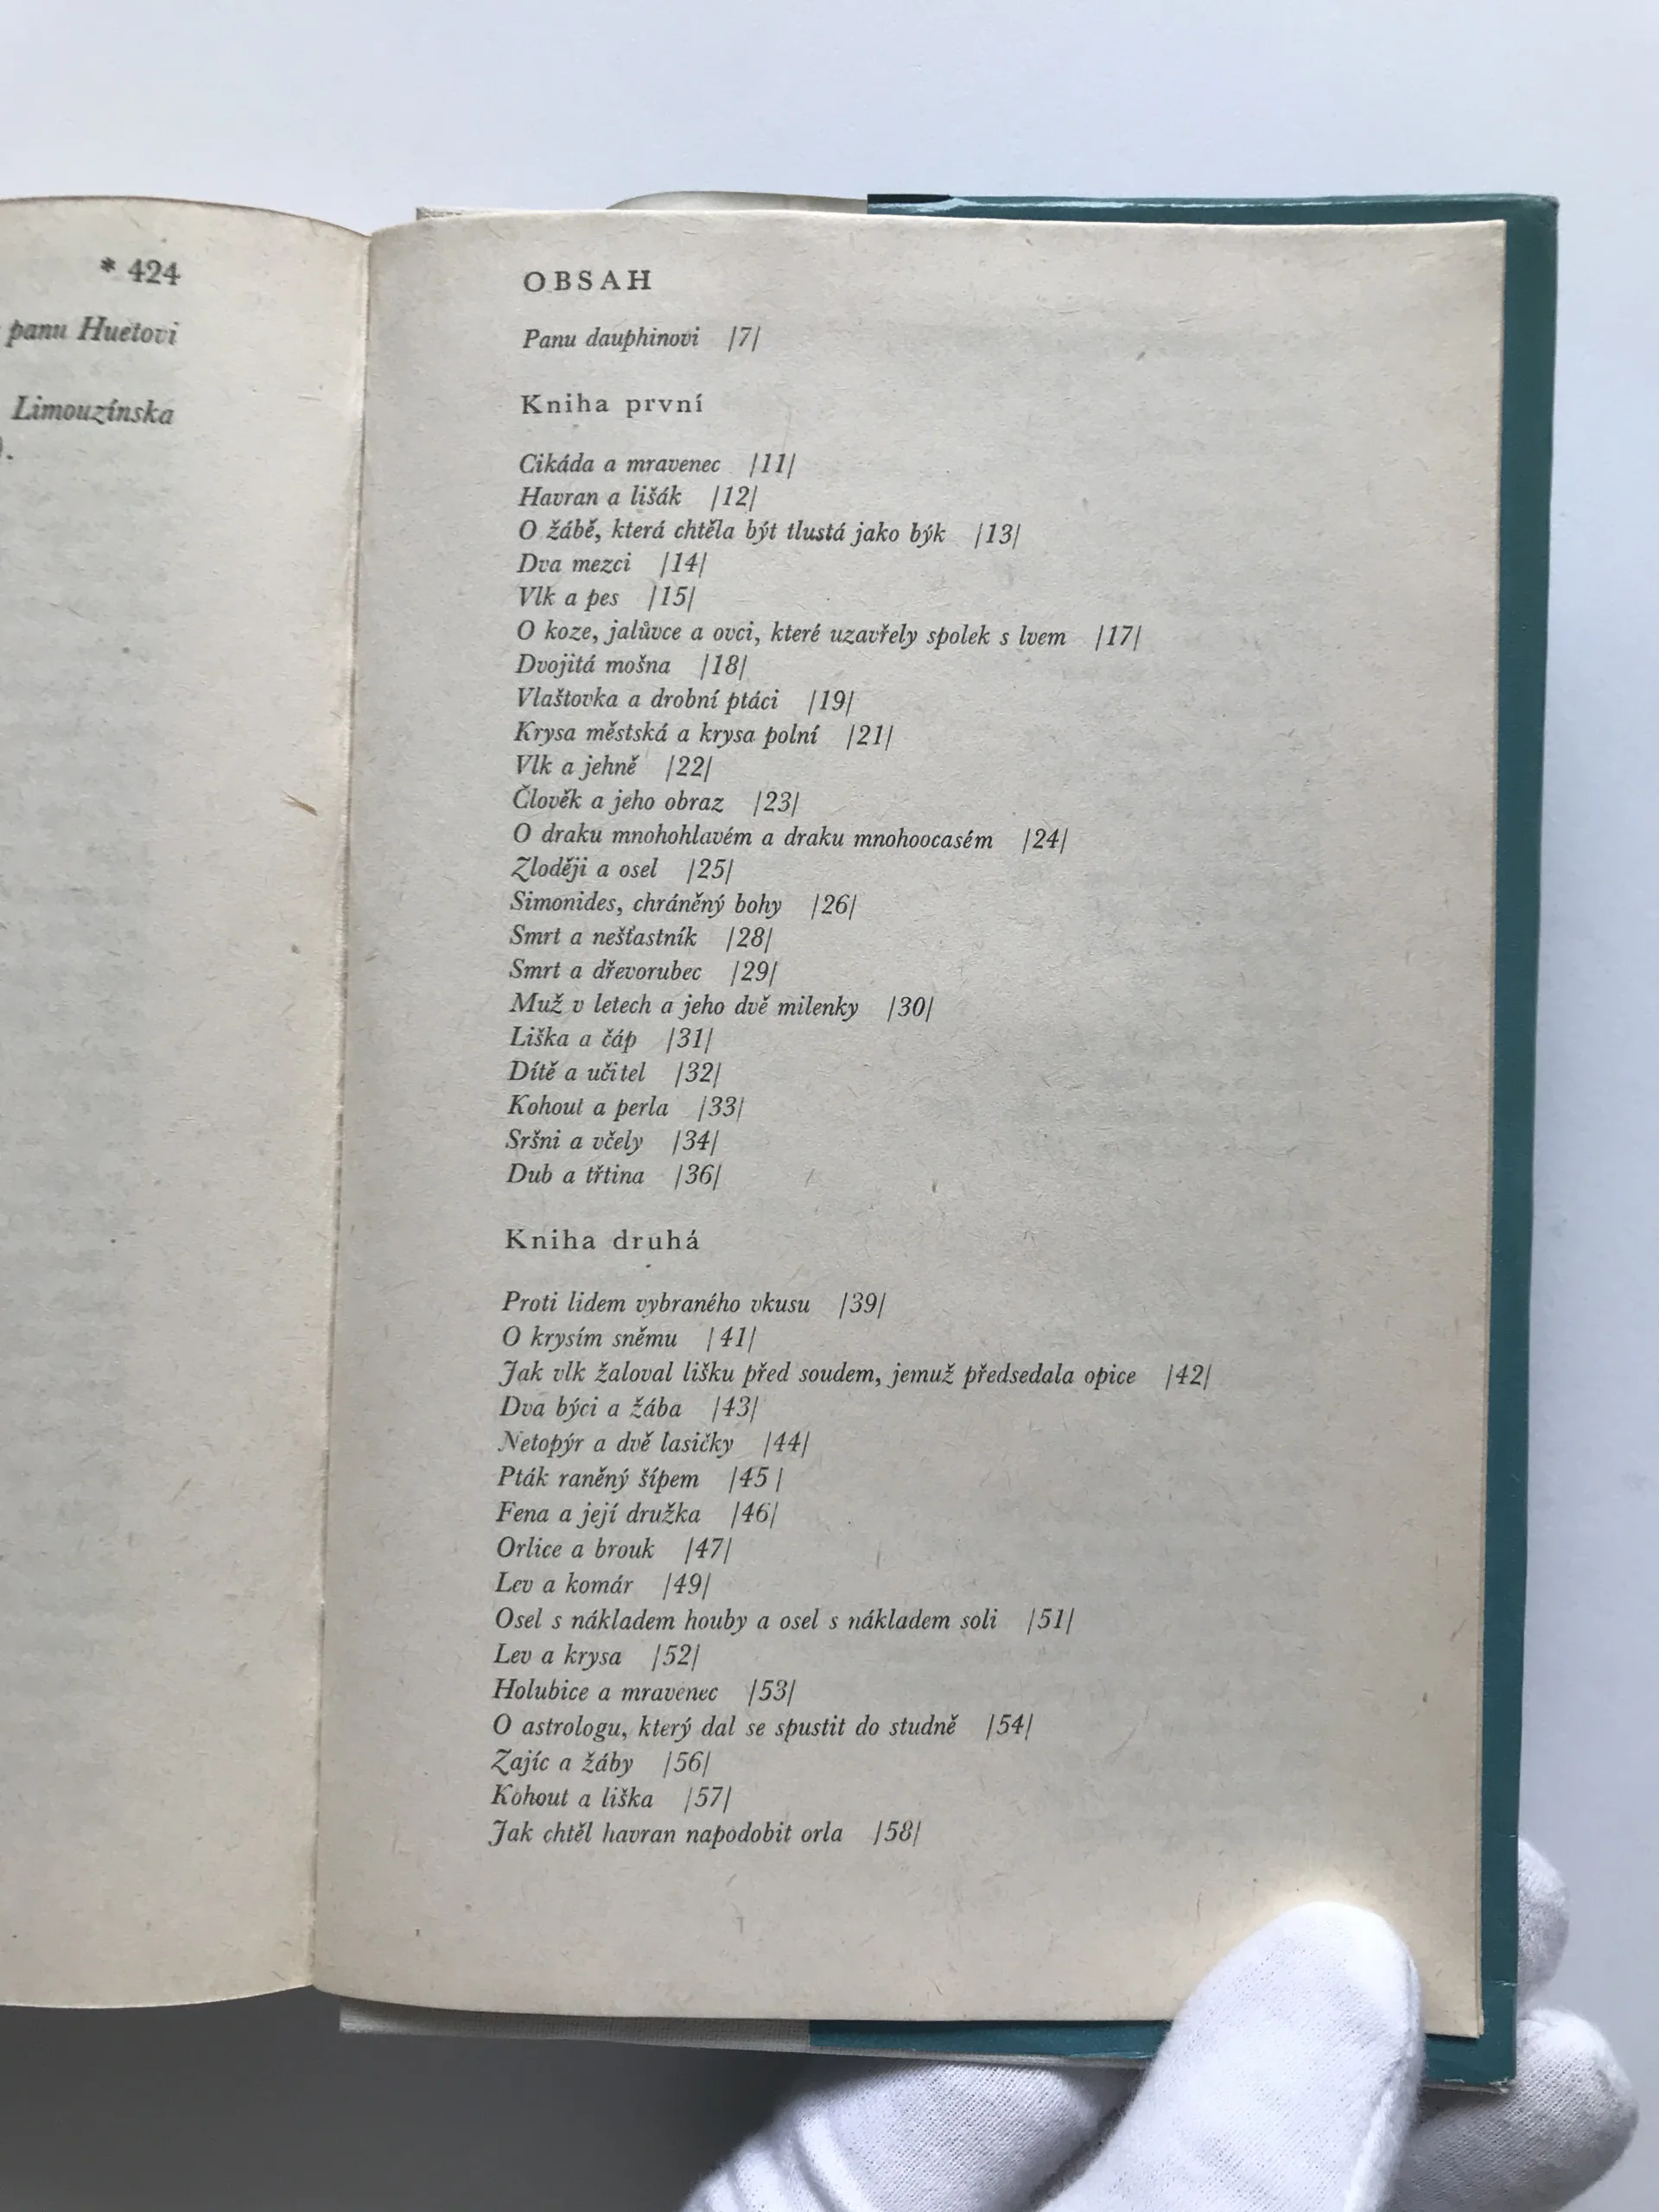 * 424
panu Huetovi
Limouzínska
).
OBSAH
Panu dauphinovi /7/
Kniha první
Cikáda a mravenec /11/
Havran a lišák /12/
O žábě, která chtěla být tlustá jako býk /13/
Dva mezci /14/
Vlk a pes /15/
O koze, jalůvce a ovci, které uzavřely spolek s lvem /17/
Dvojitá mošna /18/
Vlaštovka a drobní ptáci /19/
Krysa městská a krysa polní /21/
Vlk a jehně /22/
Člověk a jeho obraz /23/
O draku mnohohlavém a draku mnohoocasém /24/
Zloději a osel /25/
Simonides, chráněný bohy /26/
Smrt a nešťastník /28/
Smrt a dřevorubec /29/
Muž v letech a jeho dvě milenky /30/
Liška a čáp /31/
Dítě a učitel /32/
Kohout a perla /33/
Sršni a včely /34/
Dub a třtina /36/
Kniha druhá
Proti lidem vybraného vkusu /39/
O krysím sněmu /41/
Jak vlk žaloval lišku před soudem, jemuž předsedala opice /42/
Dva býci a žába /43/
Netopýr a dvě lasičky /44/
Pták raněný šípem /45 /
Fena a její družka /46/
Orlice a brouk /47/
Lev a komár /49/
Osel s nákladem houby a osel s nákladem soli /51/
Lev a krysa /52/
Holubice a mravenec /53/
O astrologu, který dal se spustit do studně /54/
Zajíc a žáby /56/
Kohout a liška /57/
Jak chtěl havran napodobit orla /58/